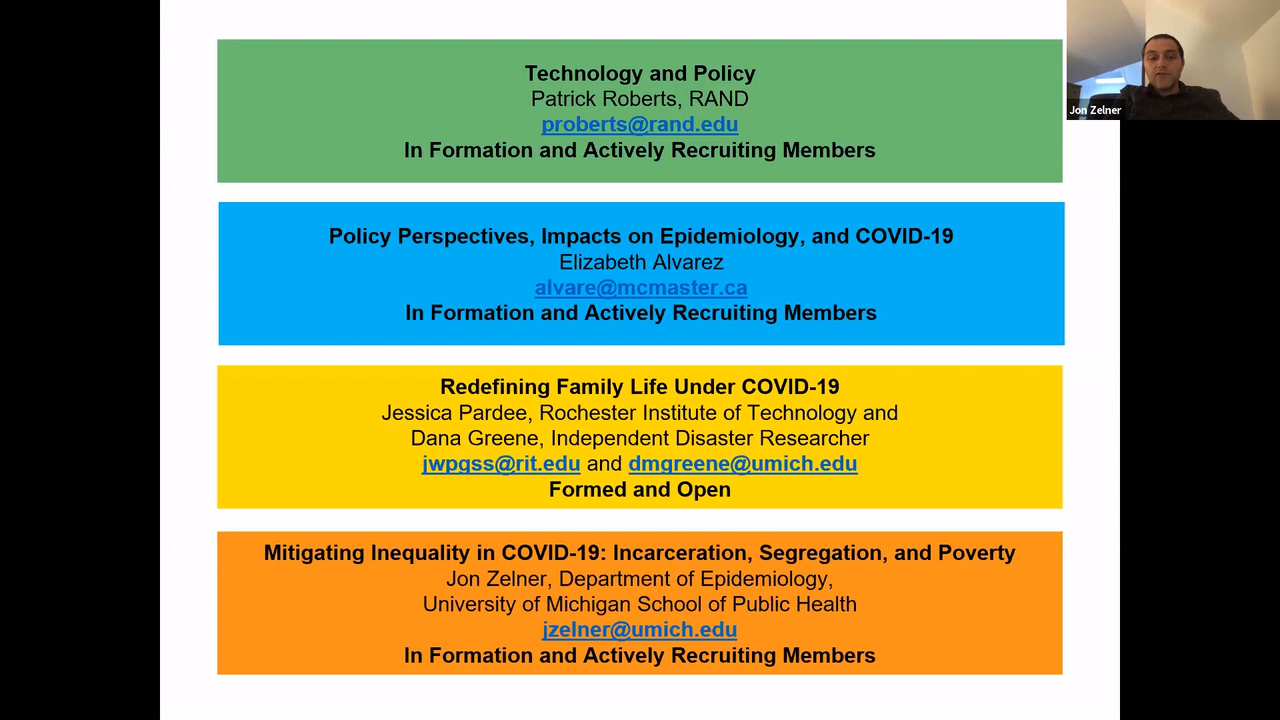 Technology and Policy
Patrick Roberts, RAND
proberts@rand.edu
In Formation and Actively Recruiting Members
Policy Perspectives, Impacts on Epidemiology, and COVID-19
Elizabeth Alvarez
alvare@mcmaster.ca
In Formation and Actively Recruiting Members
Redefining Family Life Under COVID-19
Jessica Pardee, Rochester Institute of Technology and
Dana Greene, Independent Disaster Researcher
jwpgss@rit.edu and dmgreene@umich.edu
Formed and Open
Mitigating Inequality in COVID-19: Incarceration, Segregation, and Poverty
Jon Zelner, Department of Epidemiology,
University of Michigan School of Public Health
jzelner@umich.edu
In Formation and Actively Recruiting Members
Jon Zelner